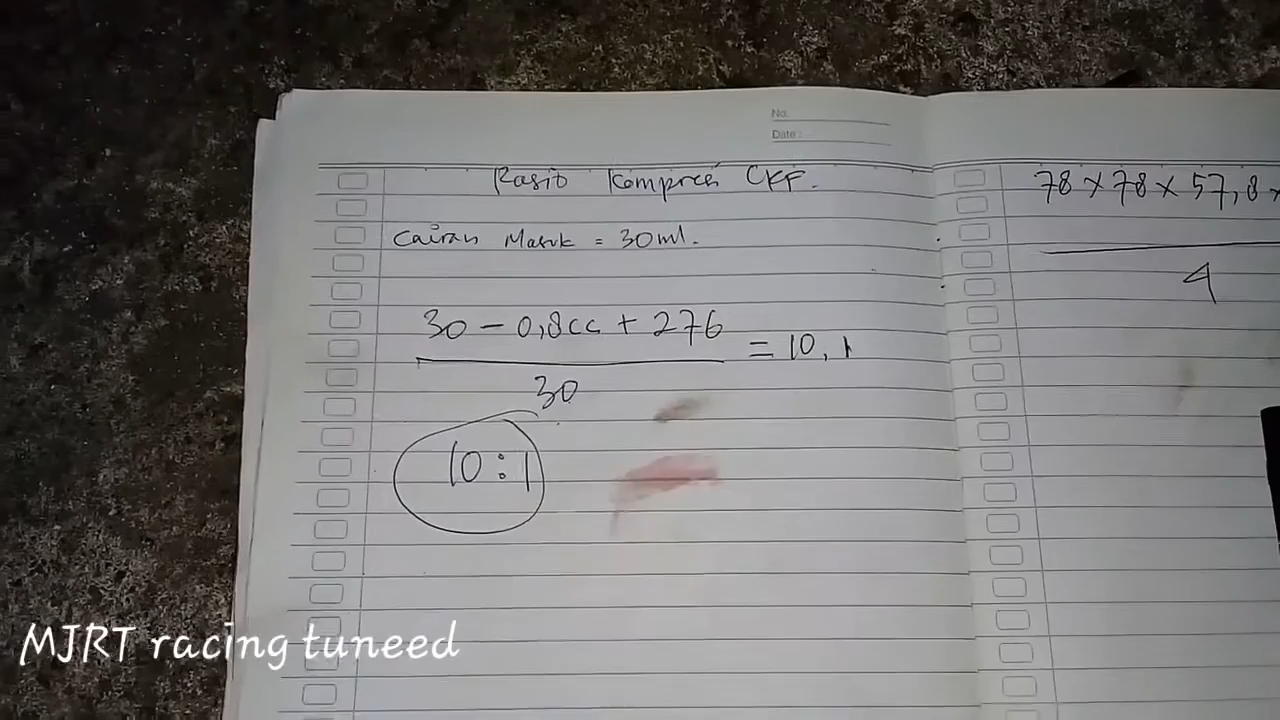 No.
Date :
Rasio Kompresi CKF.
Cairan Masuk = 30ml.
30 - 0,8cc + 276
= 10,1
30
10 : 1
78 x 78 x 57,8 x
4
MJRT racing tuneed